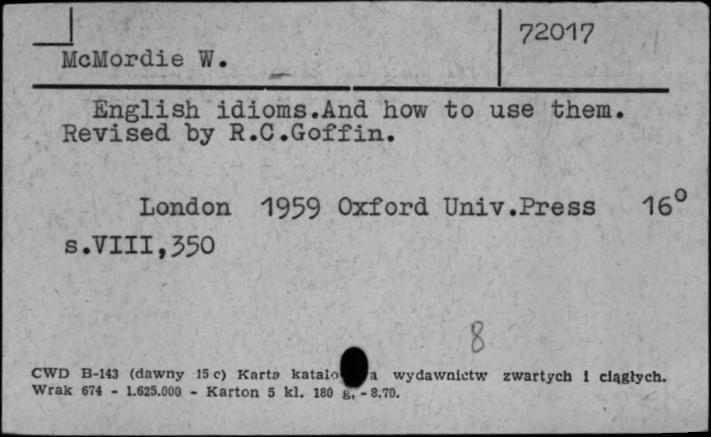 72017
McMordie W.
English idioms.And how to use them.
Revised by R.C.Goffin.
London 1959 Oxford Univ.Press 16°
s.VIII,350
8
CWD B-143 (dawny 15 c) Karta katalo a wydawnictw zwartych i ciągłych.
Wrak 674 - 1.625.000 - Karton 5 kl. 180 g. - 8.70.